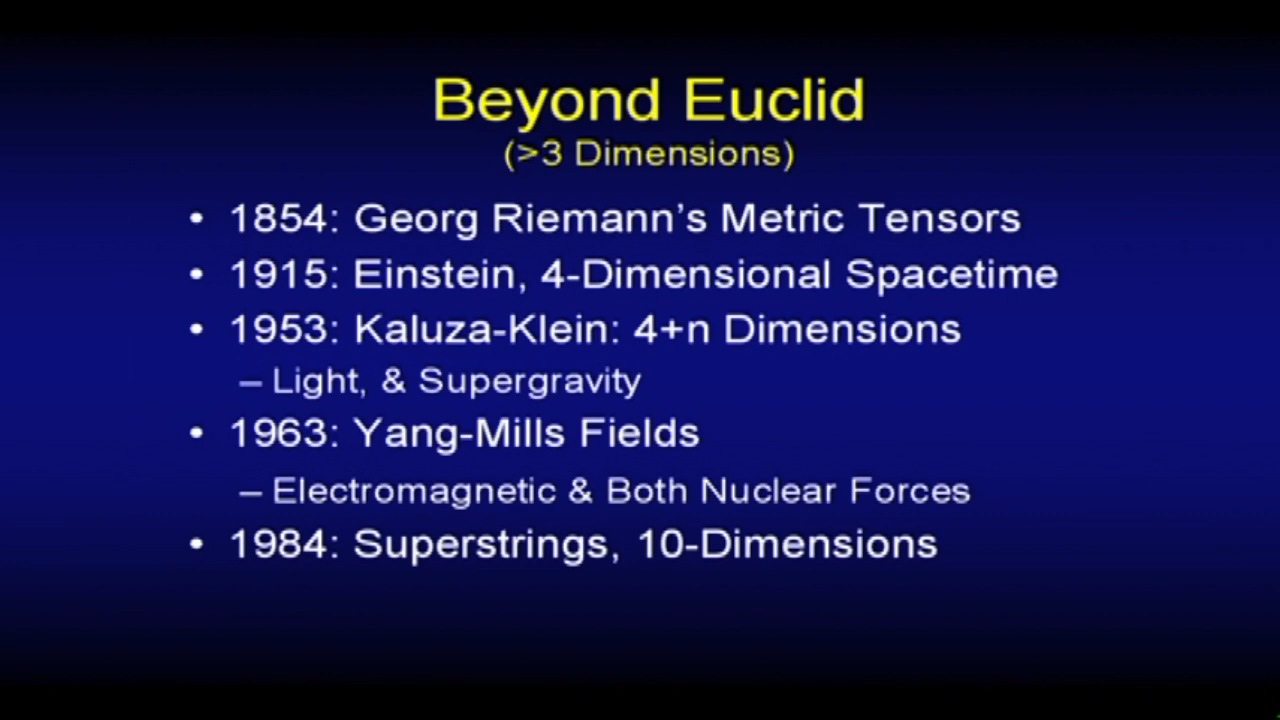 Beyond Euclid
(>3 Dimensions)
• 1854: Georg Riemann’s Metric Tensors
• 1915: Einstein, 4-Dimensional Spacetime
• 1953: Kaluza-Klein: 4+n Dimensions
– Light, & Supergravity
• 1963: Yang-Mills Fields
– Electromagnetic & Both Nuclear Forces
• 1984: Superstrings, 10-Dimensions